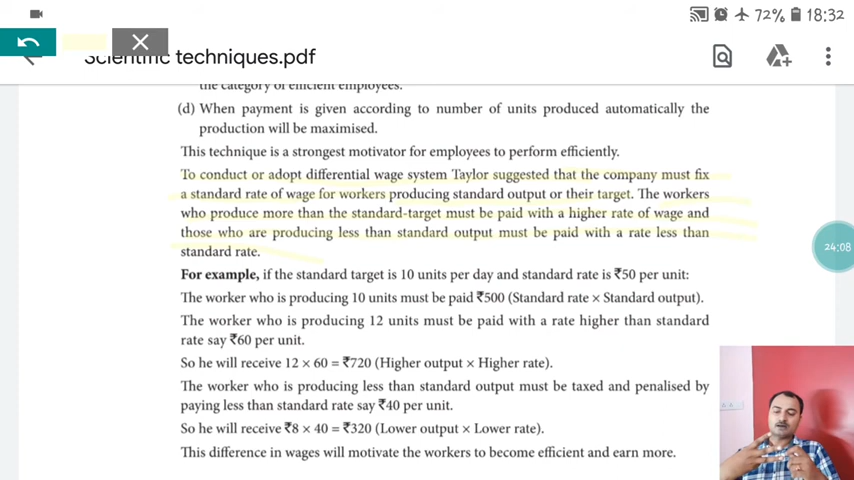 72% 18:32
Scientific techniques.pdf
the category of efficient employees.
(d) When payment is given according to number of units produced automatically the
production will be maximised.
This technique is a strongest motivator for employees to perform efficiently.
To conduct or adopt differential wage system Taylor suggested that the company must fix
a standard rate of wage for workers producing standard output or their target. The workers
who produce more than the standard-target must be paid with a higher rate of wage and
those who are producing less than standard output must be paid with a rate less than
standard rate.
24:08
For example, if the standard target is 10 units per day and standard rate is ₹50 per unit:
The worker who is producing 10 units must be paid ₹500 (Standard rate × Standard output).
The worker who is producing 12 units must be paid with a rate higher than standard
rate say ₹60 per unit.
So he will receive 12 × 60 = ₹720 (Higher output × Higher rate).
The worker who is producing less than standard output must be taxed and penalised by
paying less than standard rate say ₹40 per unit.
So he will receive ₹8 × 40 = ₹320 (Lower output × Lower rate).
This difference in wages will motivate the workers to become efficient and earn more.